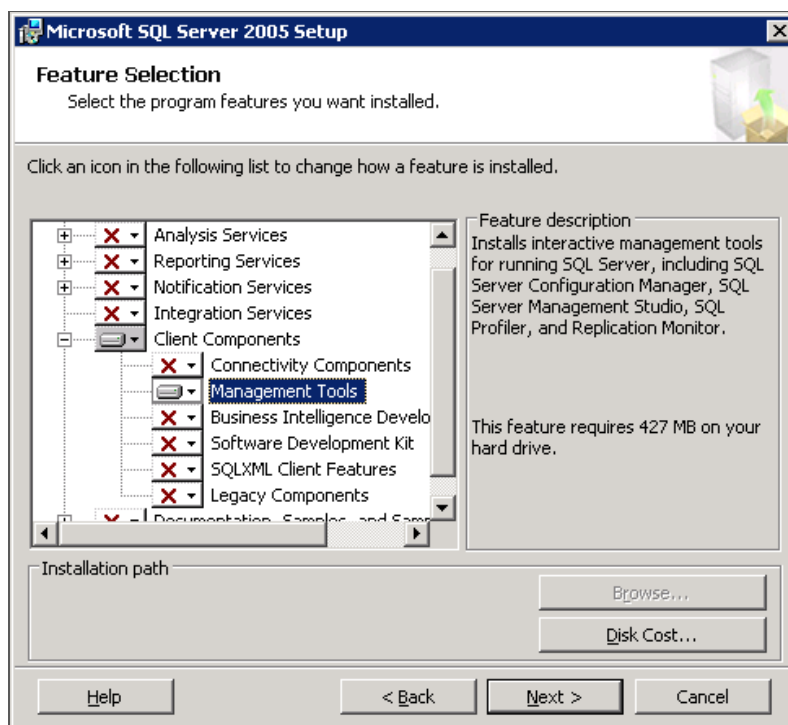 Microsoft SQL Server 2005 Setup
Feature Selection
Select the program features you want installed.
Click an icon in the following list to change how a feature is installed.
Analysis Services
Reporting Services
Notification Services
Integration Services
Client Components
Connectivity Components
Management Tools
Business Intelligence Develo
Software Development Kit
SQLXML Client Features
Legacy Components
Documentation, Samples, and Samp
Feature description
Installs interactive management tools
for running SQL Server, including SQL
Server Configuration Manager, SQL
Server Management Studio, SQL
Profiler, and Replication Monitor.
This feature requires 427 MB on your
hard drive.
Installation path
Browse...
Disk Cost...
Help
< Back
Next >
Cancel